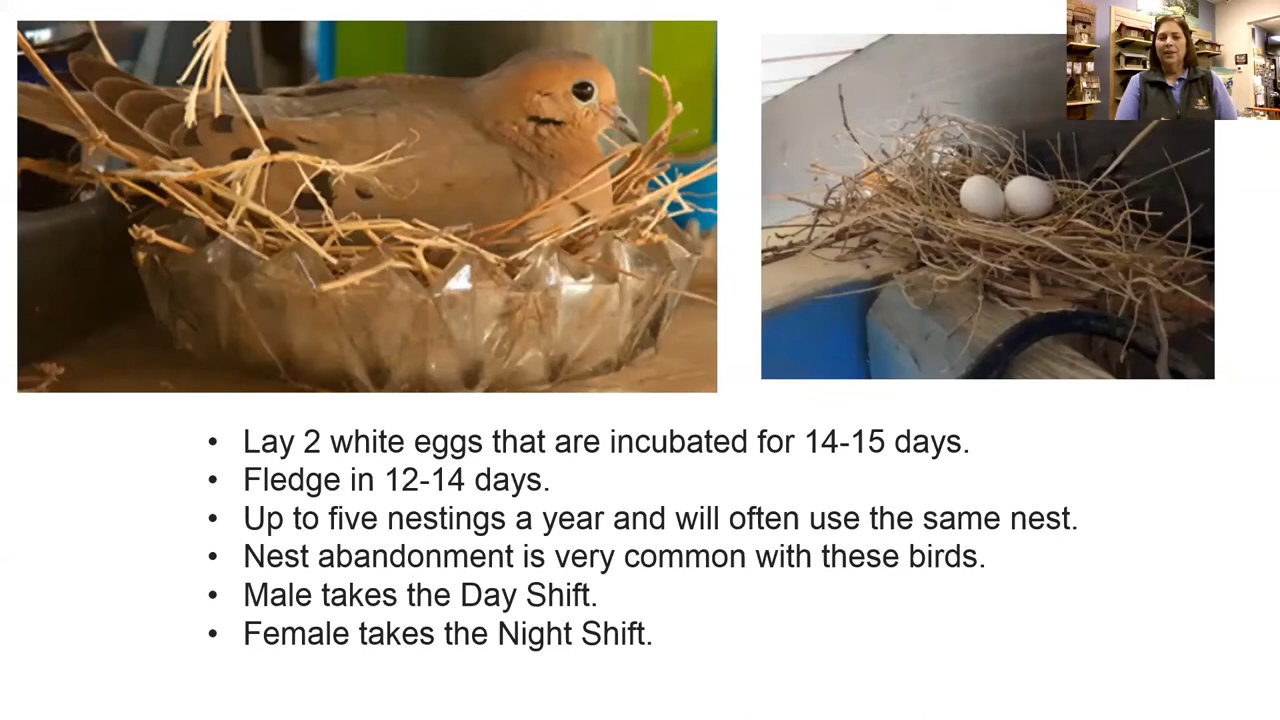 • Lay 2 white eggs that are incubated for 14-15 days.
• Fledge in 12-14 days.
• Up to five nestings a year and will often use the same nest.
• Nest abandonment is very common with these birds.
• Male takes the Day Shift.
• Female takes the Night Shift.